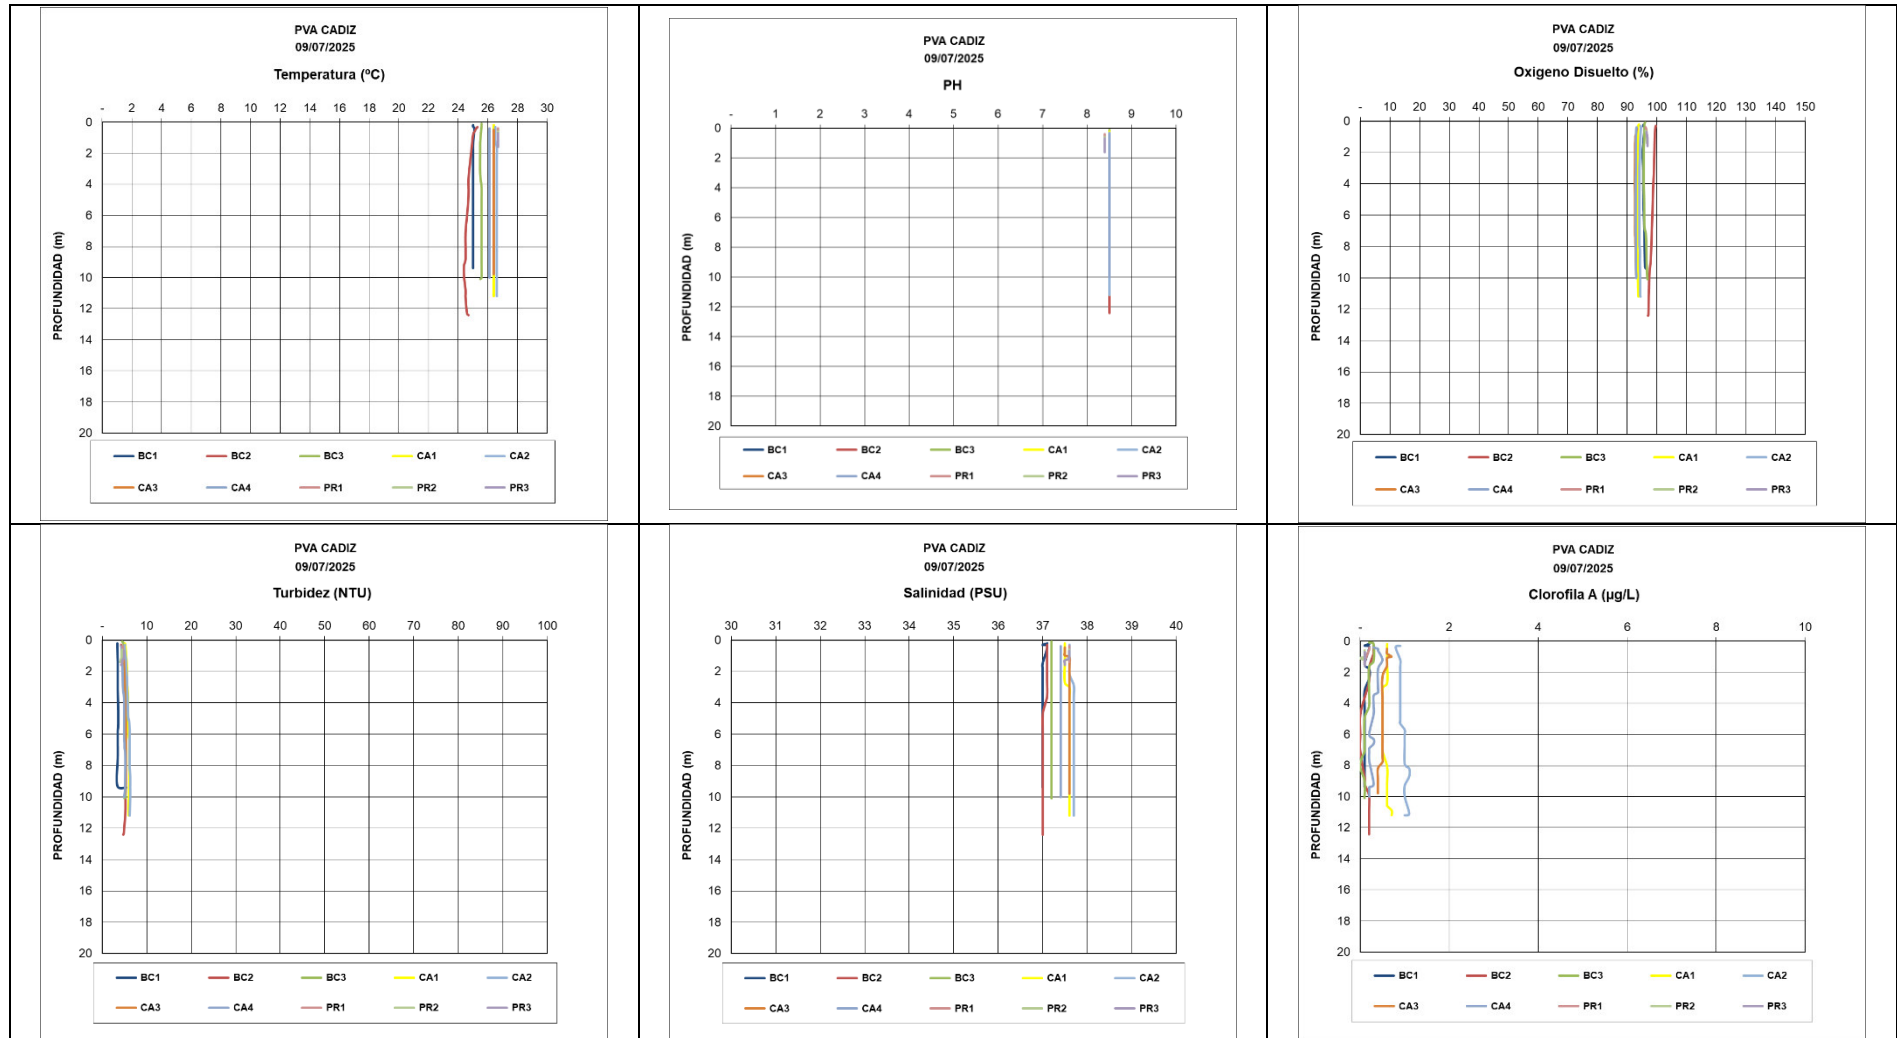 PVA CADIZ
09/07/2025
Temperatura (ºC)
- 2 4 6 8 10 12 14 16 18 20 22 24 26 28 30
0
2
4
6
8
10
12
14
16
18
20
PROFUNDIDAD (m)
BC1 BC2 BC3 CA1 CA2
CA3 CA4 PR1 PR2 PR3
PVA CADIZ
09/07/2025
PH
- 1 2 3 4 5 6 7 8 9 10
0
2
4
6
8
10
12
14
16
18
20
PROFUNDIDAD (m)
BC1 BC2 BC3 CA1 CA2
CA3 CA4 PR1 PR2 PR3
PVA CADIZ
09/07/2025
Oxigeno Disuelto (%)
- 10 20 30 40 50 60 70 80 90 100 110 120 130 140 150
0
2
4
6
8
10
12
14
16
18
20
PROFUNDIDAD (m)
BC1 BC2 BC3 CA1 CA2
CA3 CA4 PR1 PR2 PR3
PVA CADIZ
09/07/2025
Turbidez (NTU)
- 10 20 30 40 50 60 70 80 90 100
0
2
4
6
8
10
12
14
16
18
20
PROFUNDIDAD (m)
BC1 BC2 BC3 CA1 CA2
CA3 CA4 PR1 PR2 PR3
PVA CADIZ
09/07/2025
Salinidad (PSU)
30 31 32 33 34 35 36 37 38 39 40
0
2
4
6
8
10
12
14
16
18
20
PROFUNDIDAD (m)
BC1 BC2 BC3 CA1 CA2
CA3 CA4 PR1 PR2 PR3
PVA CADIZ
09/07/2025
Clorofila A (µg/L)
- 2 4 6 8 10
0
2
4
6
8
10
12
14
16
18
20
PROFUNDIDAD (m)
BC1 BC2 BC3 CA1 CA2
CA3 CA4 PR1 PR2 PR3